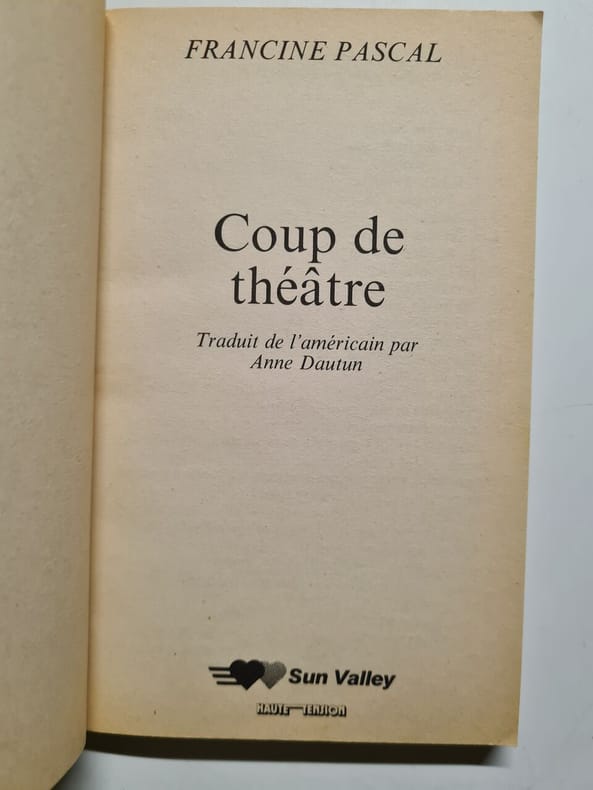 FRANCINE PASCAL
Coup de
théâtre
Traduit de l'américain par
Anne Dautun
Sun Valley
HAUTE TENSION